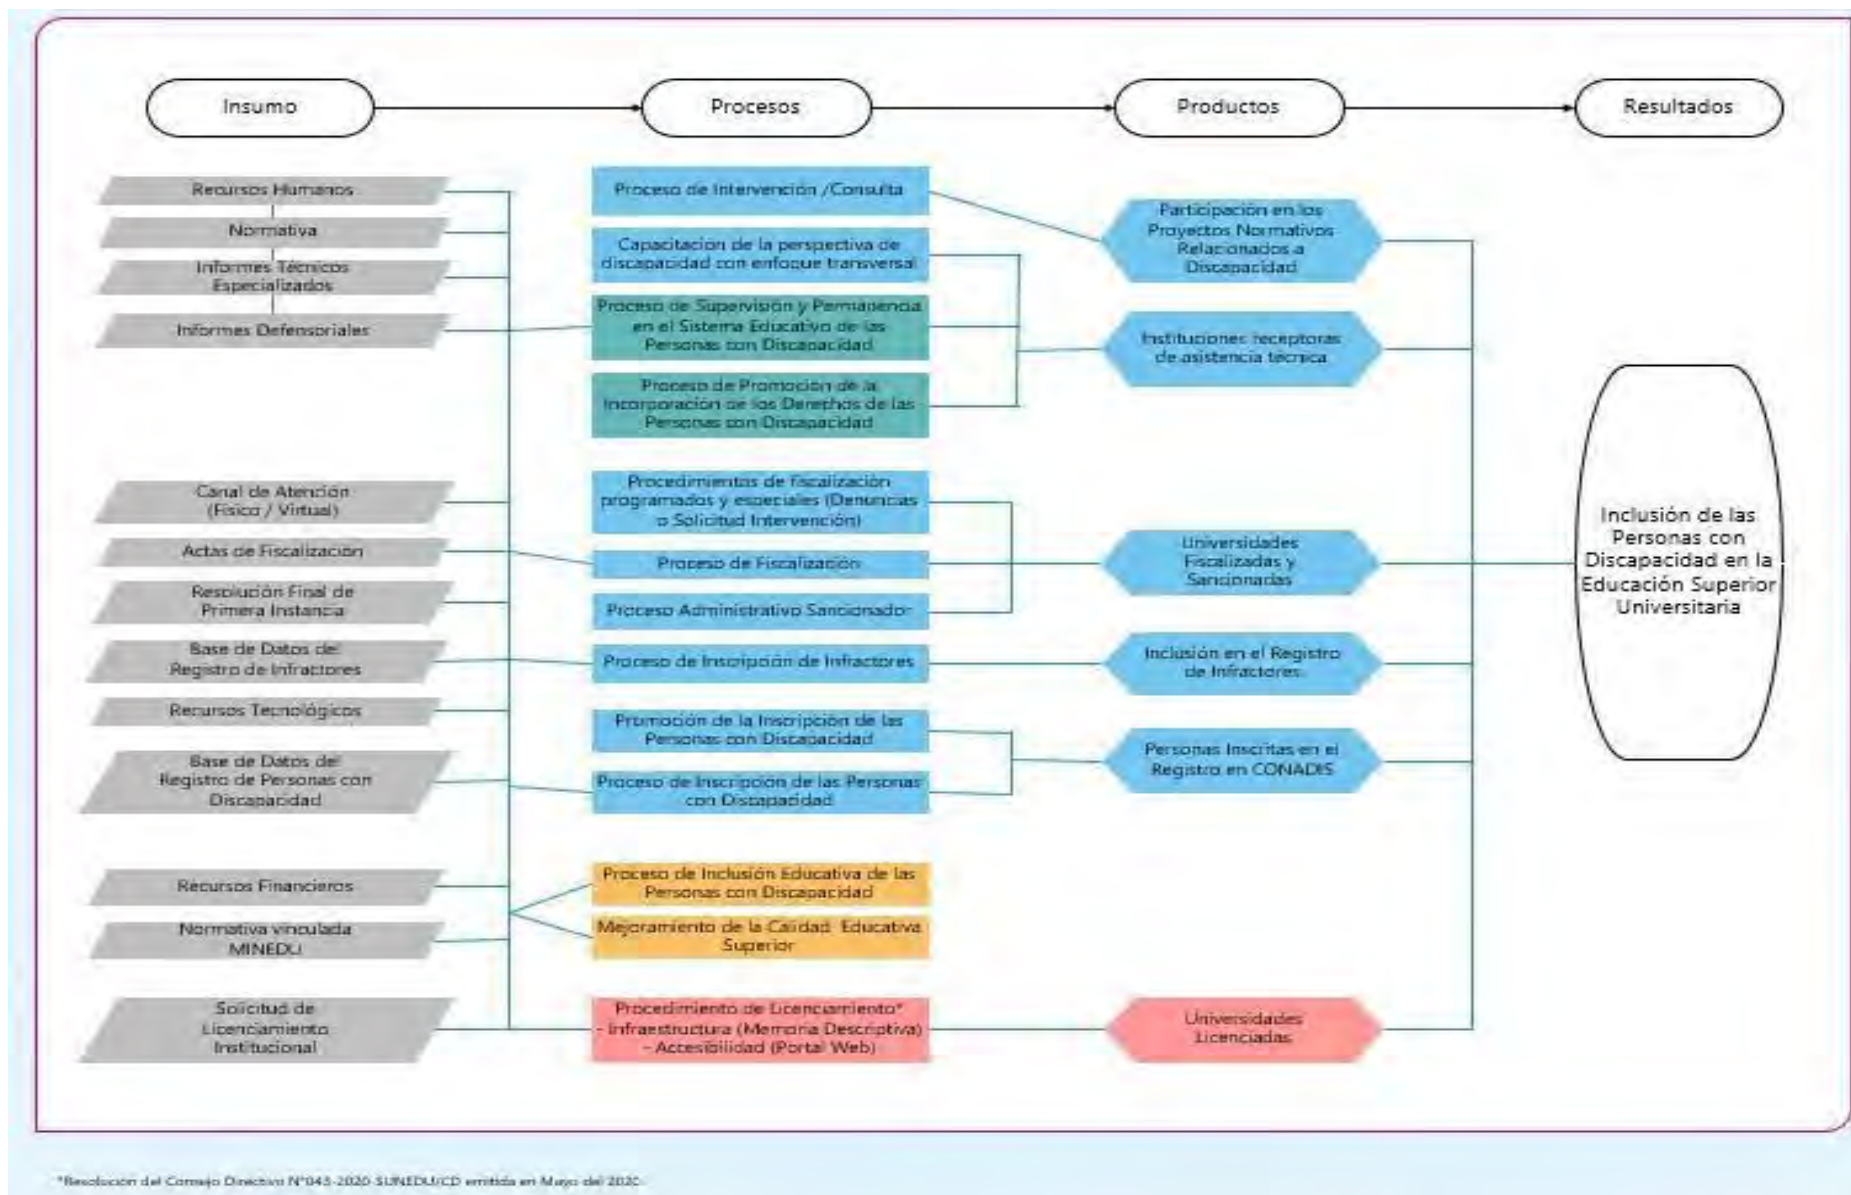 Insumo
Procesos
Productos
Resultados
Recursos Humanos
Normativa
Informes Técnicos
Especializados
Informes Defensoriales
Canal de Atención
(Físico / Virtual)
Actas de Fiscalización
Resolución Final de
Primera Instancia
Base de Datos del
Registro de Infractores
Recursos Tecnológicos
Base de Datos del
Registro de Personas con
Discapacidad
Recursos Financieros
Normativa vinculada
MINEDU
Solicitud de
Licenciamiento
Institucional
Proceso de Intervención /Consulta
Capacitación de la perspectiva de
discapacidad con enfoque transversal
Proceso de Supervisión y Permanencia
en el Sistema Educativo de las
Personas con Discapacidad
Proceso de Promoción de la
Incorporación de los Derechos de las
Personas con Discapacidad
Procedimientos de fiscalización
programados y especiales (Denuncias
o Solicitud Intervención)
Proceso de Fiscalización
Proceso Administrativo Sancionador
Proceso de Inscripción de Infractores
Promoción de la Inscripción de las
Personas con Discapacidad
Proceso de Inscripción de las Personas
con Discapacidad
Proceso de Inclusión Educativa de las
Personas con Discapacidad
Mejoramiento de la Calidad Educativa
Superior
Procedimiento de Licenciamiento*
- Infraestructura (Memoria Descriptiva)
- Accesibilidad (Portal Web)
Participación en los
Proyectos Normativos
Relacionados a
Discapacidad
Instituciones receptoras
de asistencia técnica
Universidades
Fiscalizadas y
Sancionadas
Inclusión en el Registro
de Infractores
Personas Inscritas en el
Registro en CONADIS
Universidades
Licenciadas
Inclusión de las
Personas con
Discapacidad en la
Educación Superior
Universitaria
*Resolución del Consejo Directivo N°043-2020-SUNEDU/CD emitida en Mayo del 2020.